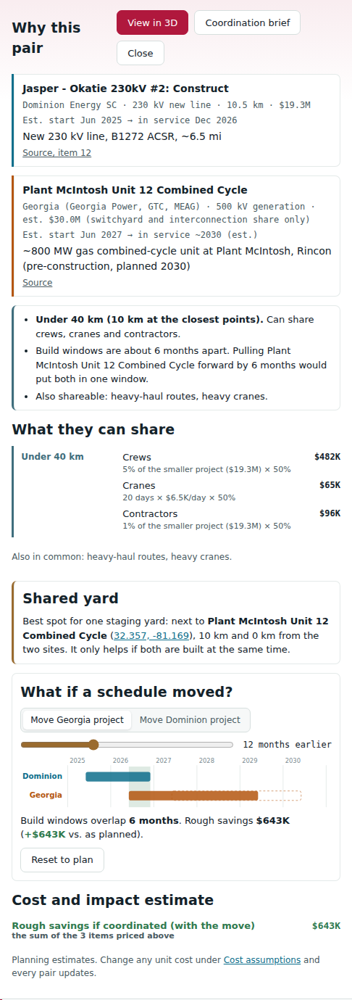 Why this
pair
View in 3D
Coordination brief
Close
Jasper - Okatie 230kV #2: Construct
Dominion Energy SC · 230 kV new line · 10.5 km · $19.3M
Est. start Jun 2025 → in service Dec 2026
New 230 kV line, B1272 ACSR, ~6.5 mi
Source, item 12
Plant McIntosh Unit 12 Combined Cycle
Georgia (Georgia Power, GTC, MEAG) · 500 kV generation ·
est. $30.0M (switchyard and interconnection share only)
Est. start Jun 2027 → in service ~2030 (est.)
~800 MW gas combined-cycle unit at Plant McIntosh, Rincon
(pre-construction, planned 2030)
Source
• Under 40 km (10 km at the closest points). Can share
crews, cranes and contractors.
• Build windows are about 6 months apart. Pulling Plant
McIntosh Unit 12 Combined Cycle forward by 6 months would
put both in one window.
• Also shareable: heavy-haul routes, heavy cranes.
What they can share
Under 40 km
Crews $482K
5% of the smaller project ($19.3M) × 50%
Cranes $65K
20 days × $6.5K/day × 50%
Contractors $96K
1% of the smaller project ($19.3M) × 50%
Also in common: heavy-haul routes, heavy cranes.
Shared yard
Best spot for one staging yard: next to Plant McIntosh Unit 12
Combined Cycle (32.357, -81.169), 10 km and 0 km from the
two sites. It only helps if both are built at the same time.
What if a schedule moved?
Move Georgia project
Move Dominion project
12 months earlier
2025 2026 2027 2028 2029 2030
Dominion
Georgia
Build windows overlap 6 months. Rough savings $643K
(+$643K vs. as planned).
Reset to plan
Cost and impact estimate
Rough savings if coordinated (with the move) $643K
the sum of the 3 items priced above
Planning estimates. Change any unit cost under Cost assumptions and
every pair updates.